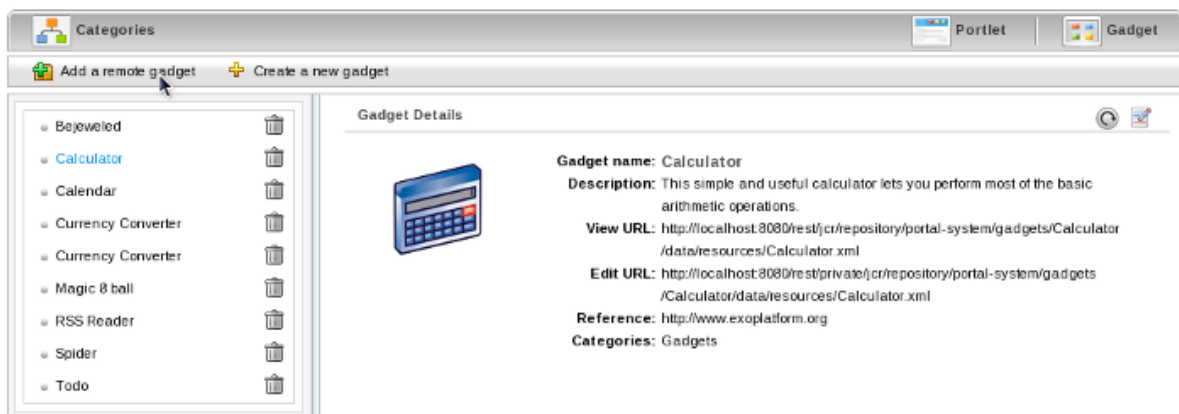 Categories
Portlet
Gadget
Add a remote gadget
Create a new gadget
Bejeweled
Calculator
Calendar
Currency Converter
Currency Converter
Magic 8 ball
RSS Reader
Spider
Todo
Gadget Details
Gadget name: Calculator
Description: This simple and useful calculator lets you perform most of the basic
arithmetic operations.
View URL: http://localhost:8080/rest/jcr/repository/portal-system/gadgets/Calculator
/data/resources/Calculator.xml
Edit URL: http://localhost:8080/rest/private/jcr/repository/portal-system/gadgets
/Calculator/data/resources/Calculator.xml
Reference: http://www.exoplatform.org
Categories: Gadgets